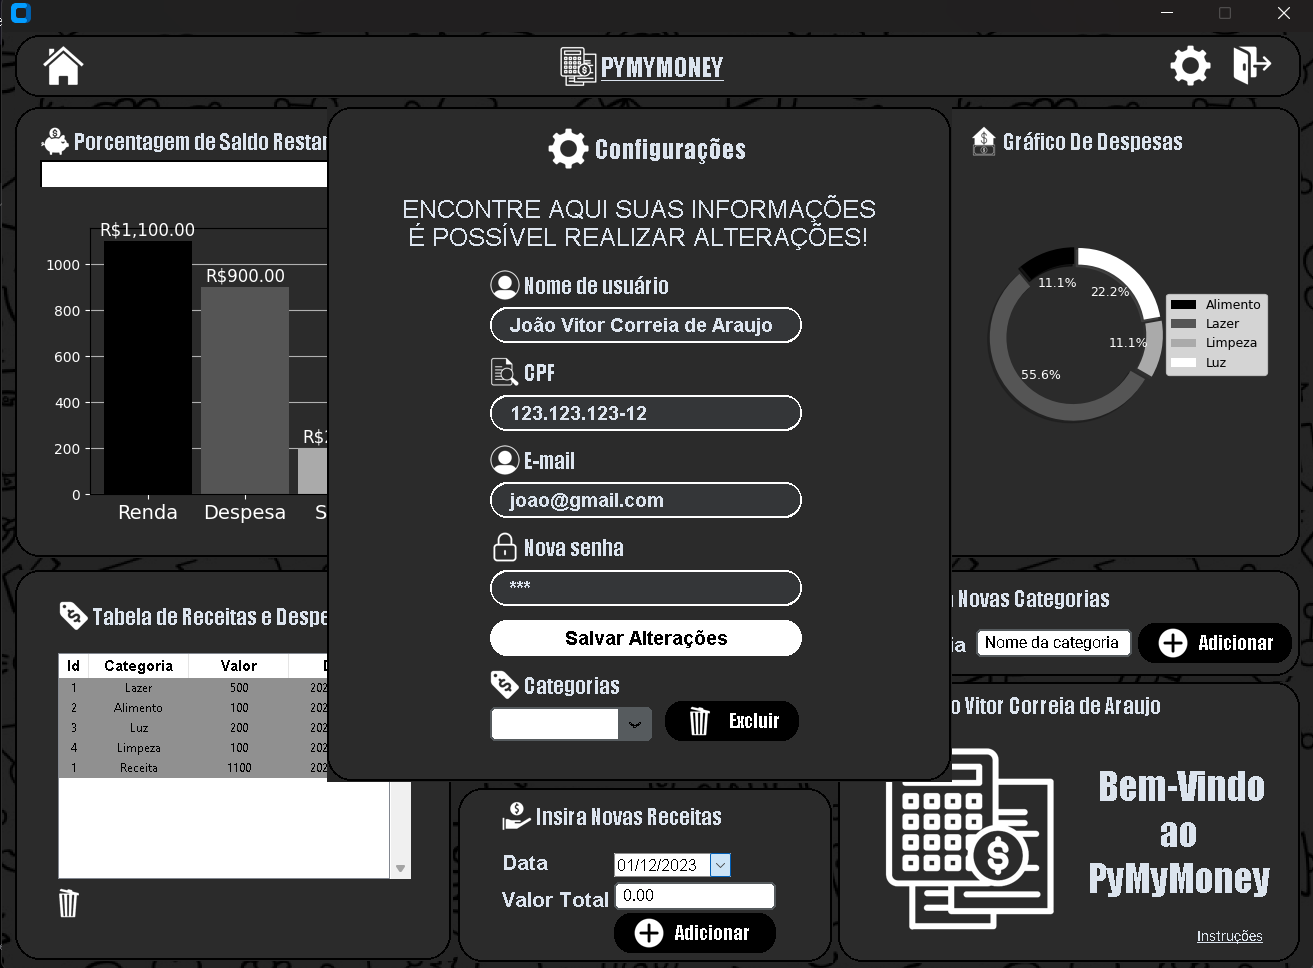 PYMYMONEY
Porcentagem de Saldo Restan
R$1,100.00
R$900.00
1000
800
600
400
200
0
Renda
Despesa
Configurações
ENCONTRE AQUI SUAS INFORMAÇÕES
É POSSÍVEL REALIZAR ALTERAÇÕES!
Nome de usuário
João Vitor Correia de Araujo
CPF
123.123.123-12
E-mail
joao@gmail.com
Nova senha
***
Salvar Alterações
Categorias
Excluir
Gráfico De Despesas
11.1%
22.2%
11.1%
55.6%
Alimento
Lazer
Limpeza
Luz
Tabela de Receitas e Despe
Id Categoria Valor
1 Lazer 500 202
2 Alimento 100 202
3 Luz 200 202
4 Limpeza 100 202
1 Receita 1100 202
Insira Novas Receitas
Data 01/12/2023
Valor Total 0.00
Adicionar
Novas Categorias
ia Nome da categoria Adicionar
o Vitor Correia de Araujo
Bem-Vindo
ao
PyMyMoney
Instruções